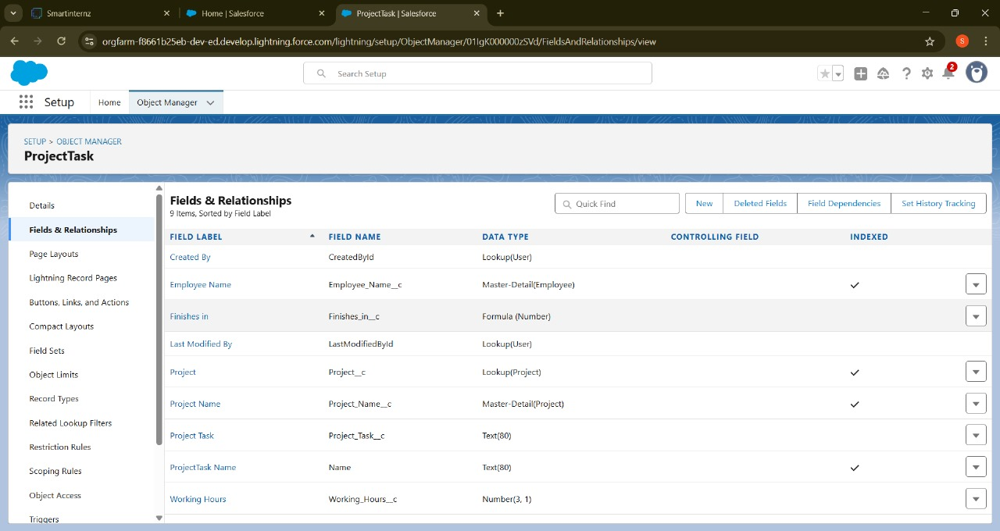 Smartinternz
Home | Salesforce
ProjectTask | Salesforce
orgfarm-f8661b25eb-dev-ed.develop.lightning.force.com/lightning/setup/ObjectManager/01IgK000000zSVd/FieldsAndRelationships/view
S
Search Setup
2
Setup
Home
Object Manager
SETUP > OBJECT MANAGER
ProjectTask
Details
Fields & Relationships
Page Layouts
Lightning Record Pages
Buttons, Links, and Actions
Compact Layouts
Field Sets
Object Limits
Record Types
Related Lookup Filters
Restriction Rules
Scoping Rules
Object Access
Triggers
Fields & Relationships
9 Items, Sorted by Field Label
Quick Find
New
Deleted Fields
Field Dependencies
Set History Tracking
FIELD LABEL FIELD NAME DATA TYPE CONTROLLING FIELD INDEXED
Created By CreatedById Lookup(User)
Employee Name Employee_Name__c Master-Detail(Employee)
Finishes in Finishes_in__c Formula (Number)
Last Modified By LastModifiedById Lookup(User)
Project Project__c Lookup(Project)
Project Name Project_Name__c Master-Detail(Project)
Project Task Project_Task__c Text(80)
ProjectTask Name Name Text(80)
Working Hours Working_Hours__c Number(3, 1)